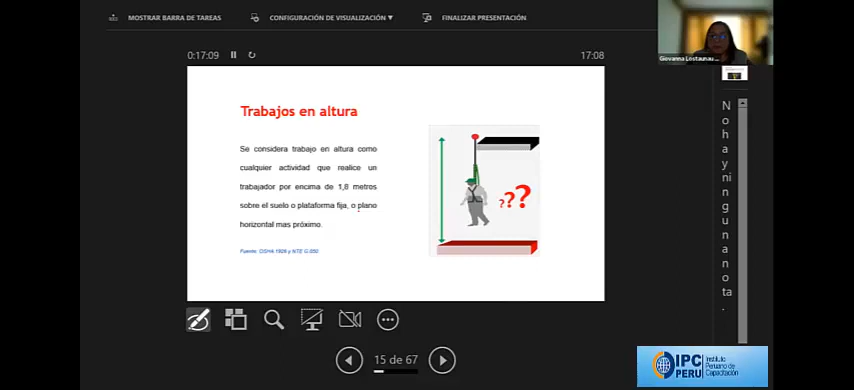 MOSTRAR BARRA DE TAREAS
CONFIGURACIÓN DE VISUALIZACIÓN ▼
FINALIZAR PRESENTACIÓN
Giovanna Lostaunau ...
0:17:09
17:08
Trabajos en altura
Se considera trabajo en altura como
cualquier actividad que realice un
trabajador por encima de 1,8 metros
sobre el suelo o plataforma fija, o plano
horizontal mas próximo.
Fuente: OSHA 1926 y NTE G.050
???
No hay ninguna nota.
15 de 67
IPC PERU
Instituto
Peruano de
Capacitación